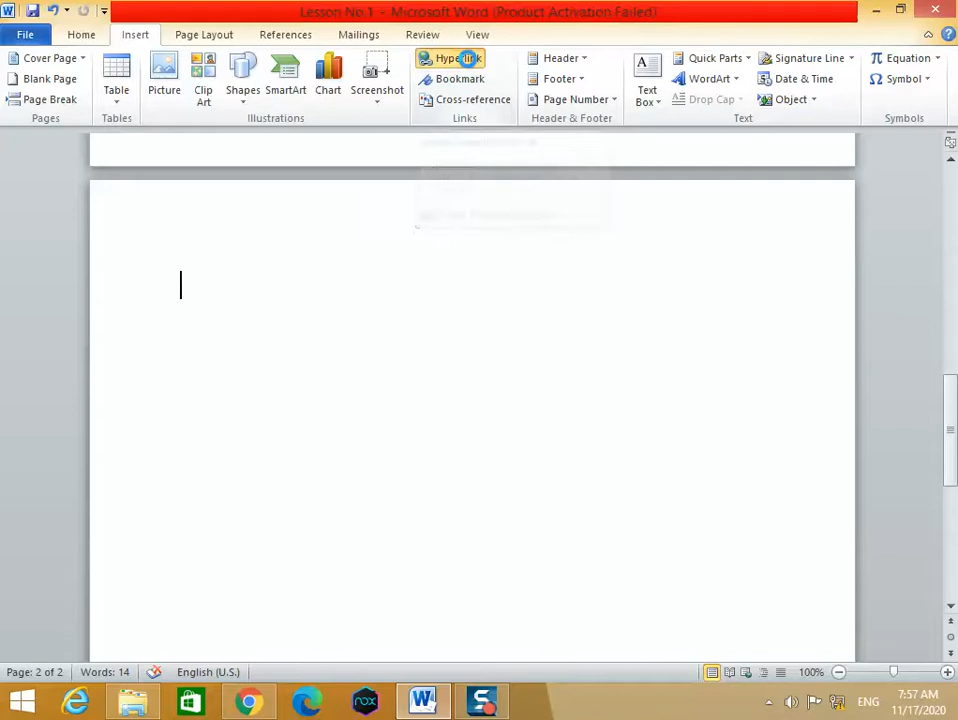 Lesson No.1 - Microsoft Word (Product Activation Failed)
File Home Insert Page Layout References Mailings Review View
Cover Page
Blank Page
Page Break
Pages
Table
Tables
Picture
Clip
Art
Shapes
SmartArt
Chart
Screenshot
Illustrations
Hyperlink
Bookmark
Cross-reference
Links
Header
Footer
Page Number
Header & Footer
Text
Box
Quick Parts
WordArt
Drop Cap
Signature Line
Date & Time
Object
Text
Equation
Symbol
Symbols
Page: 2 of 2 Words: 14 English (U.S.) 100%
nox
ENG
7:57 AM
11/17/2020